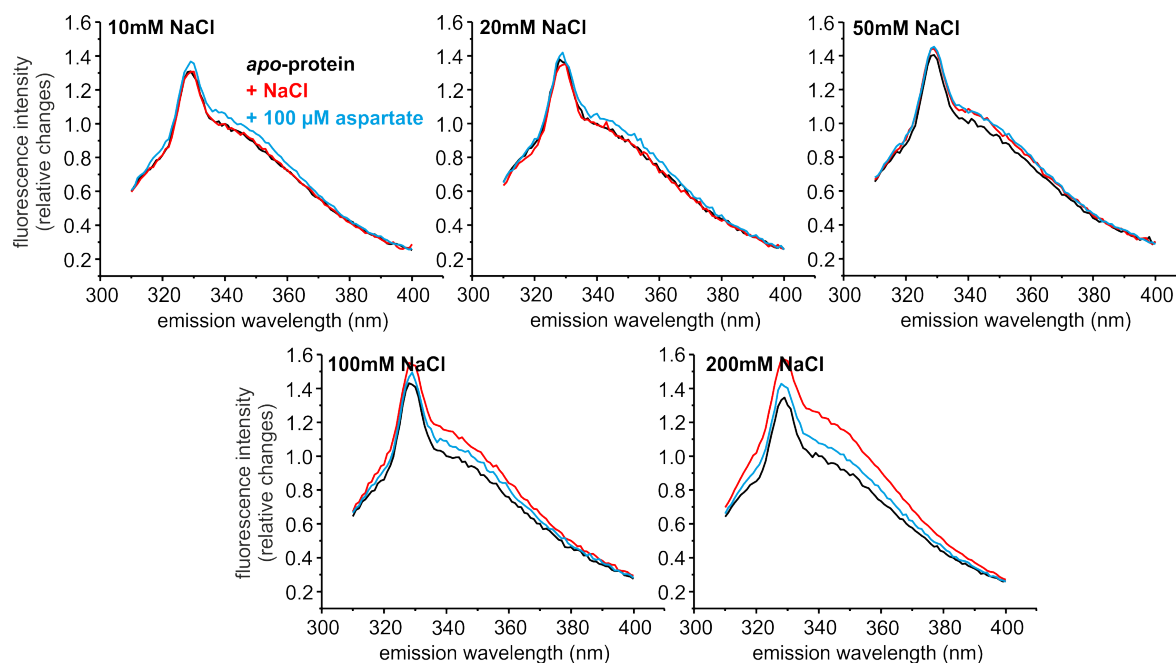 10mM NaCl
20mM NaCl
50mM NaCl
apo-protein
+ NaCl
+ 100 µM aspartate
fluorescence intensity
(relative changes)
1.6
1.4
1.2
1.0
0.8
0.6
0.4
0.2
300 320 340 360 380 400
emission wavelength (nm)
1.6
1.4
1.2
1.0
0.8
0.6
0.4
0.2
300 320 340 360 380 400
emission wavelength (nm)
1.6
1.4
1.2
1.0
0.8
0.6
0.4
0.2
300 320 340 360 380 400
emission wavelength (nm)
100mM NaCl
200mM NaCl
fluorescence intensity
(relative changes)
1.6
1.4
1.2
1.0
0.8
0.6
0.4
0.2
300 320 340 360 380 400
emission wavelength (nm)
1.6
1.4
1.2
1.0
0.8
0.6
0.4
0.2
300 320 340 360 380 400
emission wavelength (nm)